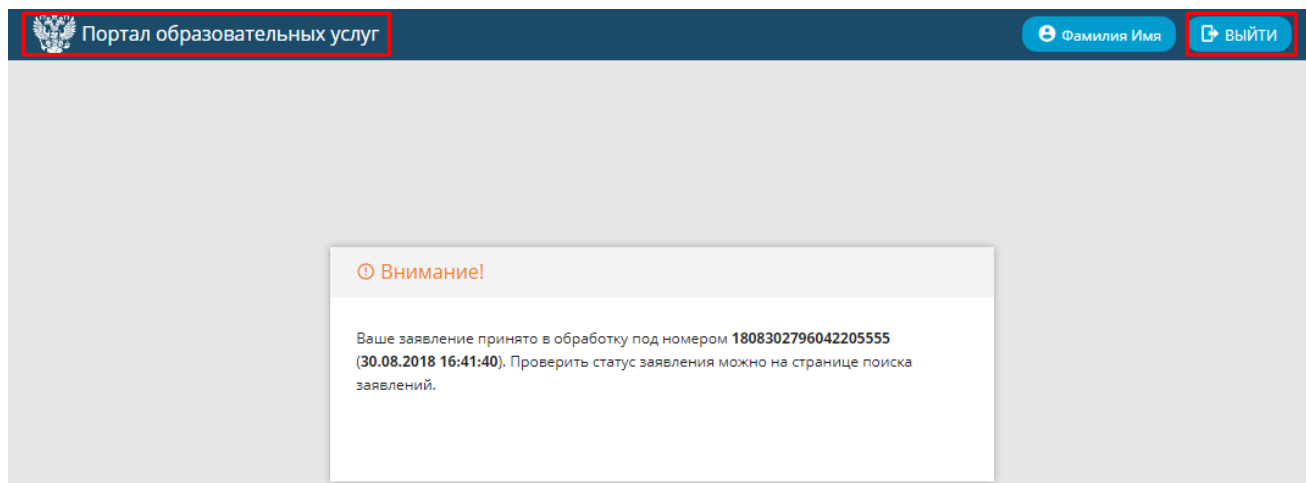 Портал образовательных услуг
Фамилия Имя
ВЫЙТИ
Внимание!
Ваше заявление принято в обработку под номером 1808302796042205555
(30.08.2018 16:41:40). Проверить статус заявления можно на странице поиска
заявлений.